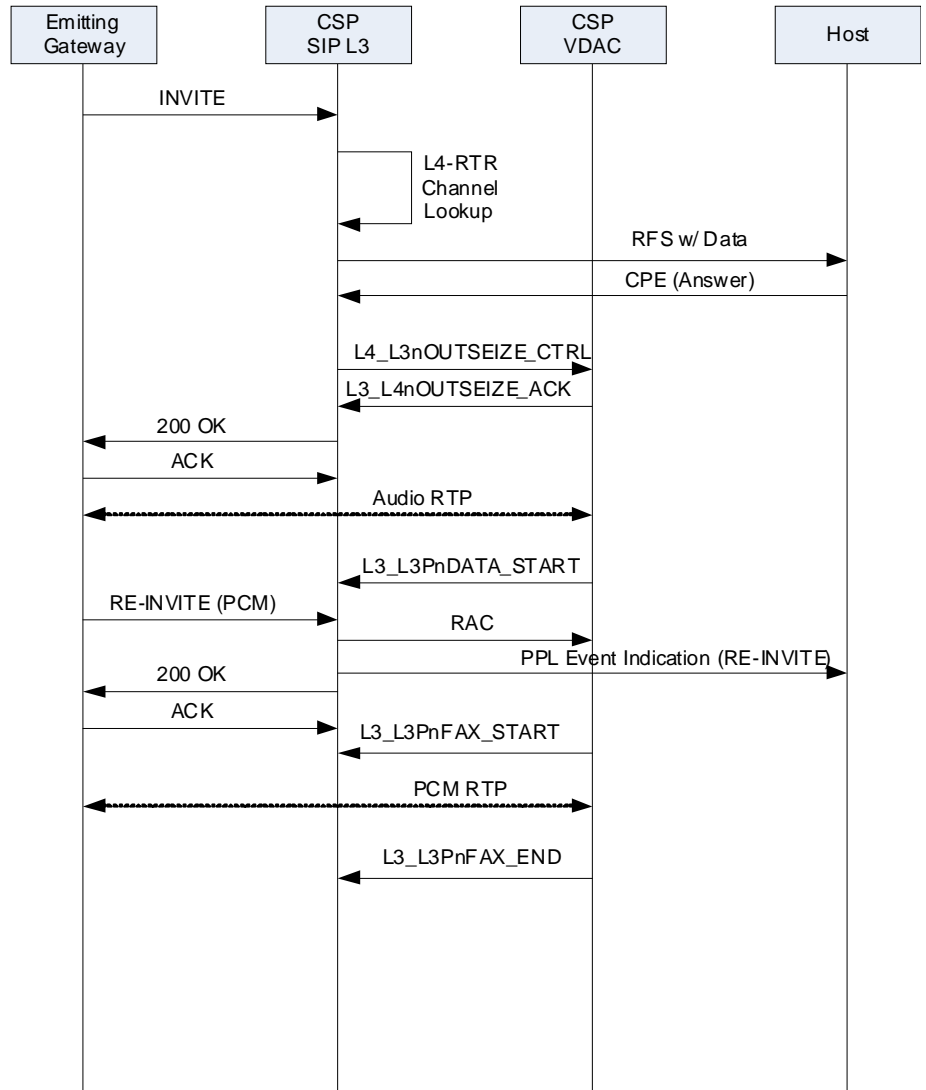 Emitting
Gateway
CSP
SIP L3
CSP
VDAC
Host
INVITE
L4-RTR
Channel
Lookup
RFS w/ Data
CPE (Answer)
L4_L3nOUTSEIZE_CTRL
L3_L4nOUTSEIZE_ACK
200 OK
ACK
Audio RTP
L3_L3PnDATA_START
RE-INVITE (PCM)
RAC
PPL Event Indication (RE-INVITE)
200 OK
ACK
L3_L3PnFAX_START
PCM RTP
L3_L3PnFAX_END